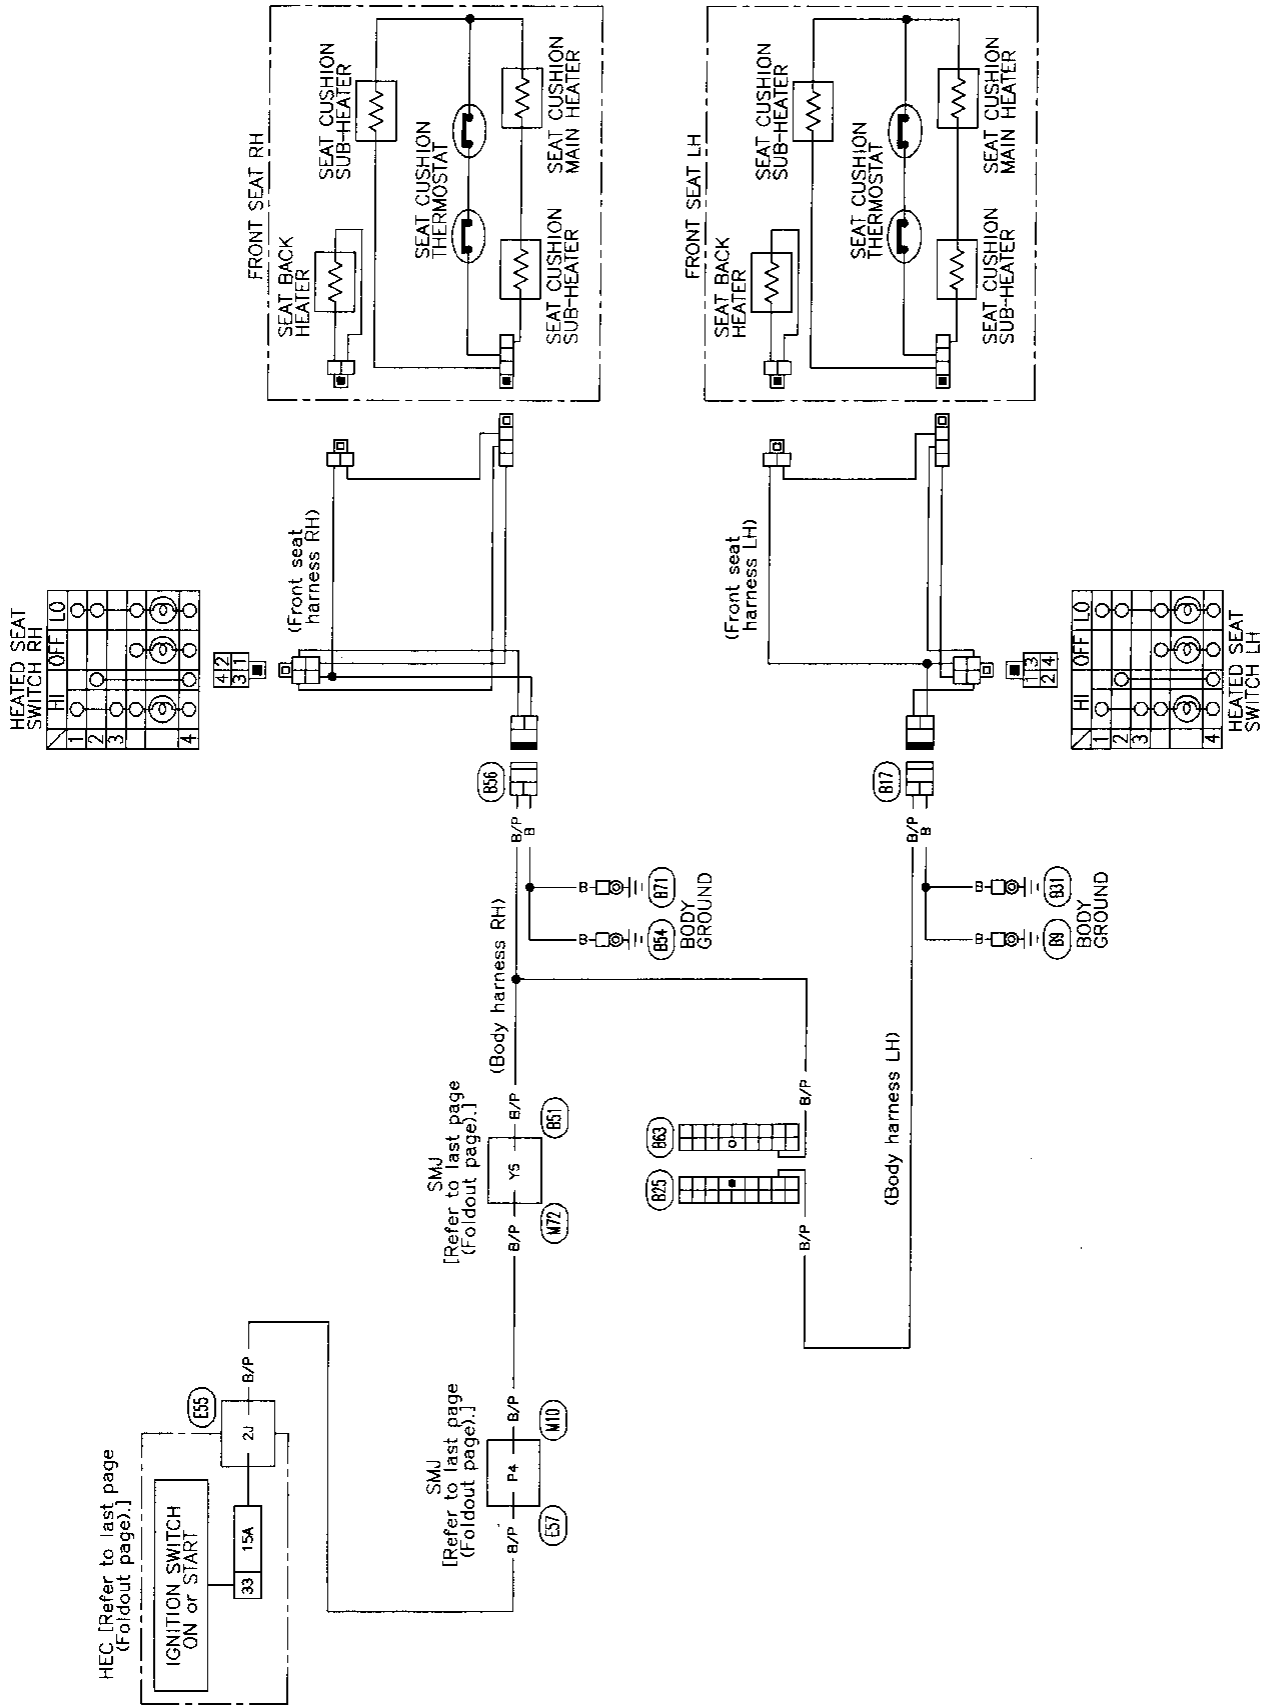 HEC [Refer to last page
(Foldout page).]
IGNITION SWITCH
ON or START
33
15A
2J
E55
B/P
SMJ
[Refer to last page
(Foldout page).]
B/P
P4
B/P
E57
M10
SMJ
[Refer to last page
(Foldout page).]
B/P
Y5
B/P
M72
B51
(Body harness RH)
B/P
B
B56
B
B
B54
B71
BODY
GROUND
B/P
B25
B63
B/P
(Body harness LH)
B/P
B
B17
B
B
B9
B31
BODY
GROUND
HEATED SEAT
SWITCH RH
HI
OFF
LO
1
2
3
4
4 2
3 1
(Front seat
harness RH)
FRONT SEAT RH
SEAT BACK
HEATER
SEAT CUSHION
SUB-HEATER
SEAT CUSHION
THERMOSTAT
SEAT CUSHION
SUB-HEATER
SEAT CUSHION
MAIN HEATER
HEATED SEAT
SWITCH LH
HI
OFF
LO
1
2
3
4
1 3
2 4
(Front seat
harness LH)
FRONT SEAT LH
SEAT BACK
HEATER
SEAT CUSHION
SUB-HEATER
SEAT CUSHION
THERMOSTAT
SEAT CUSHION
SUB-HEATER
SEAT CUSHION
MAIN HEATER